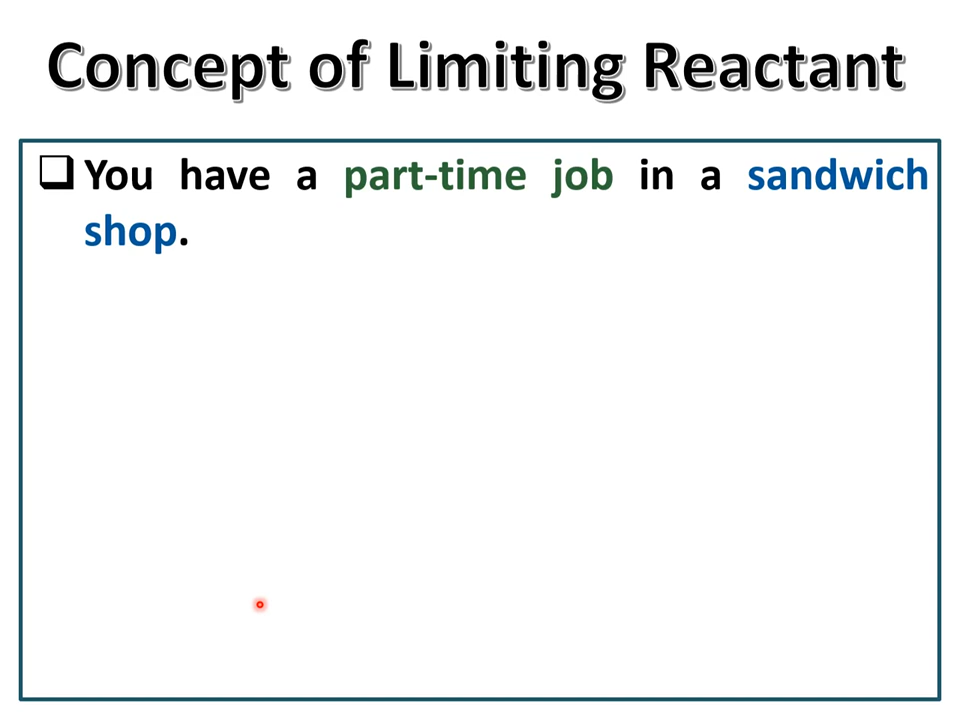 Concept of Limiting Reactant
You have a part-time job in a sandwich
shop.